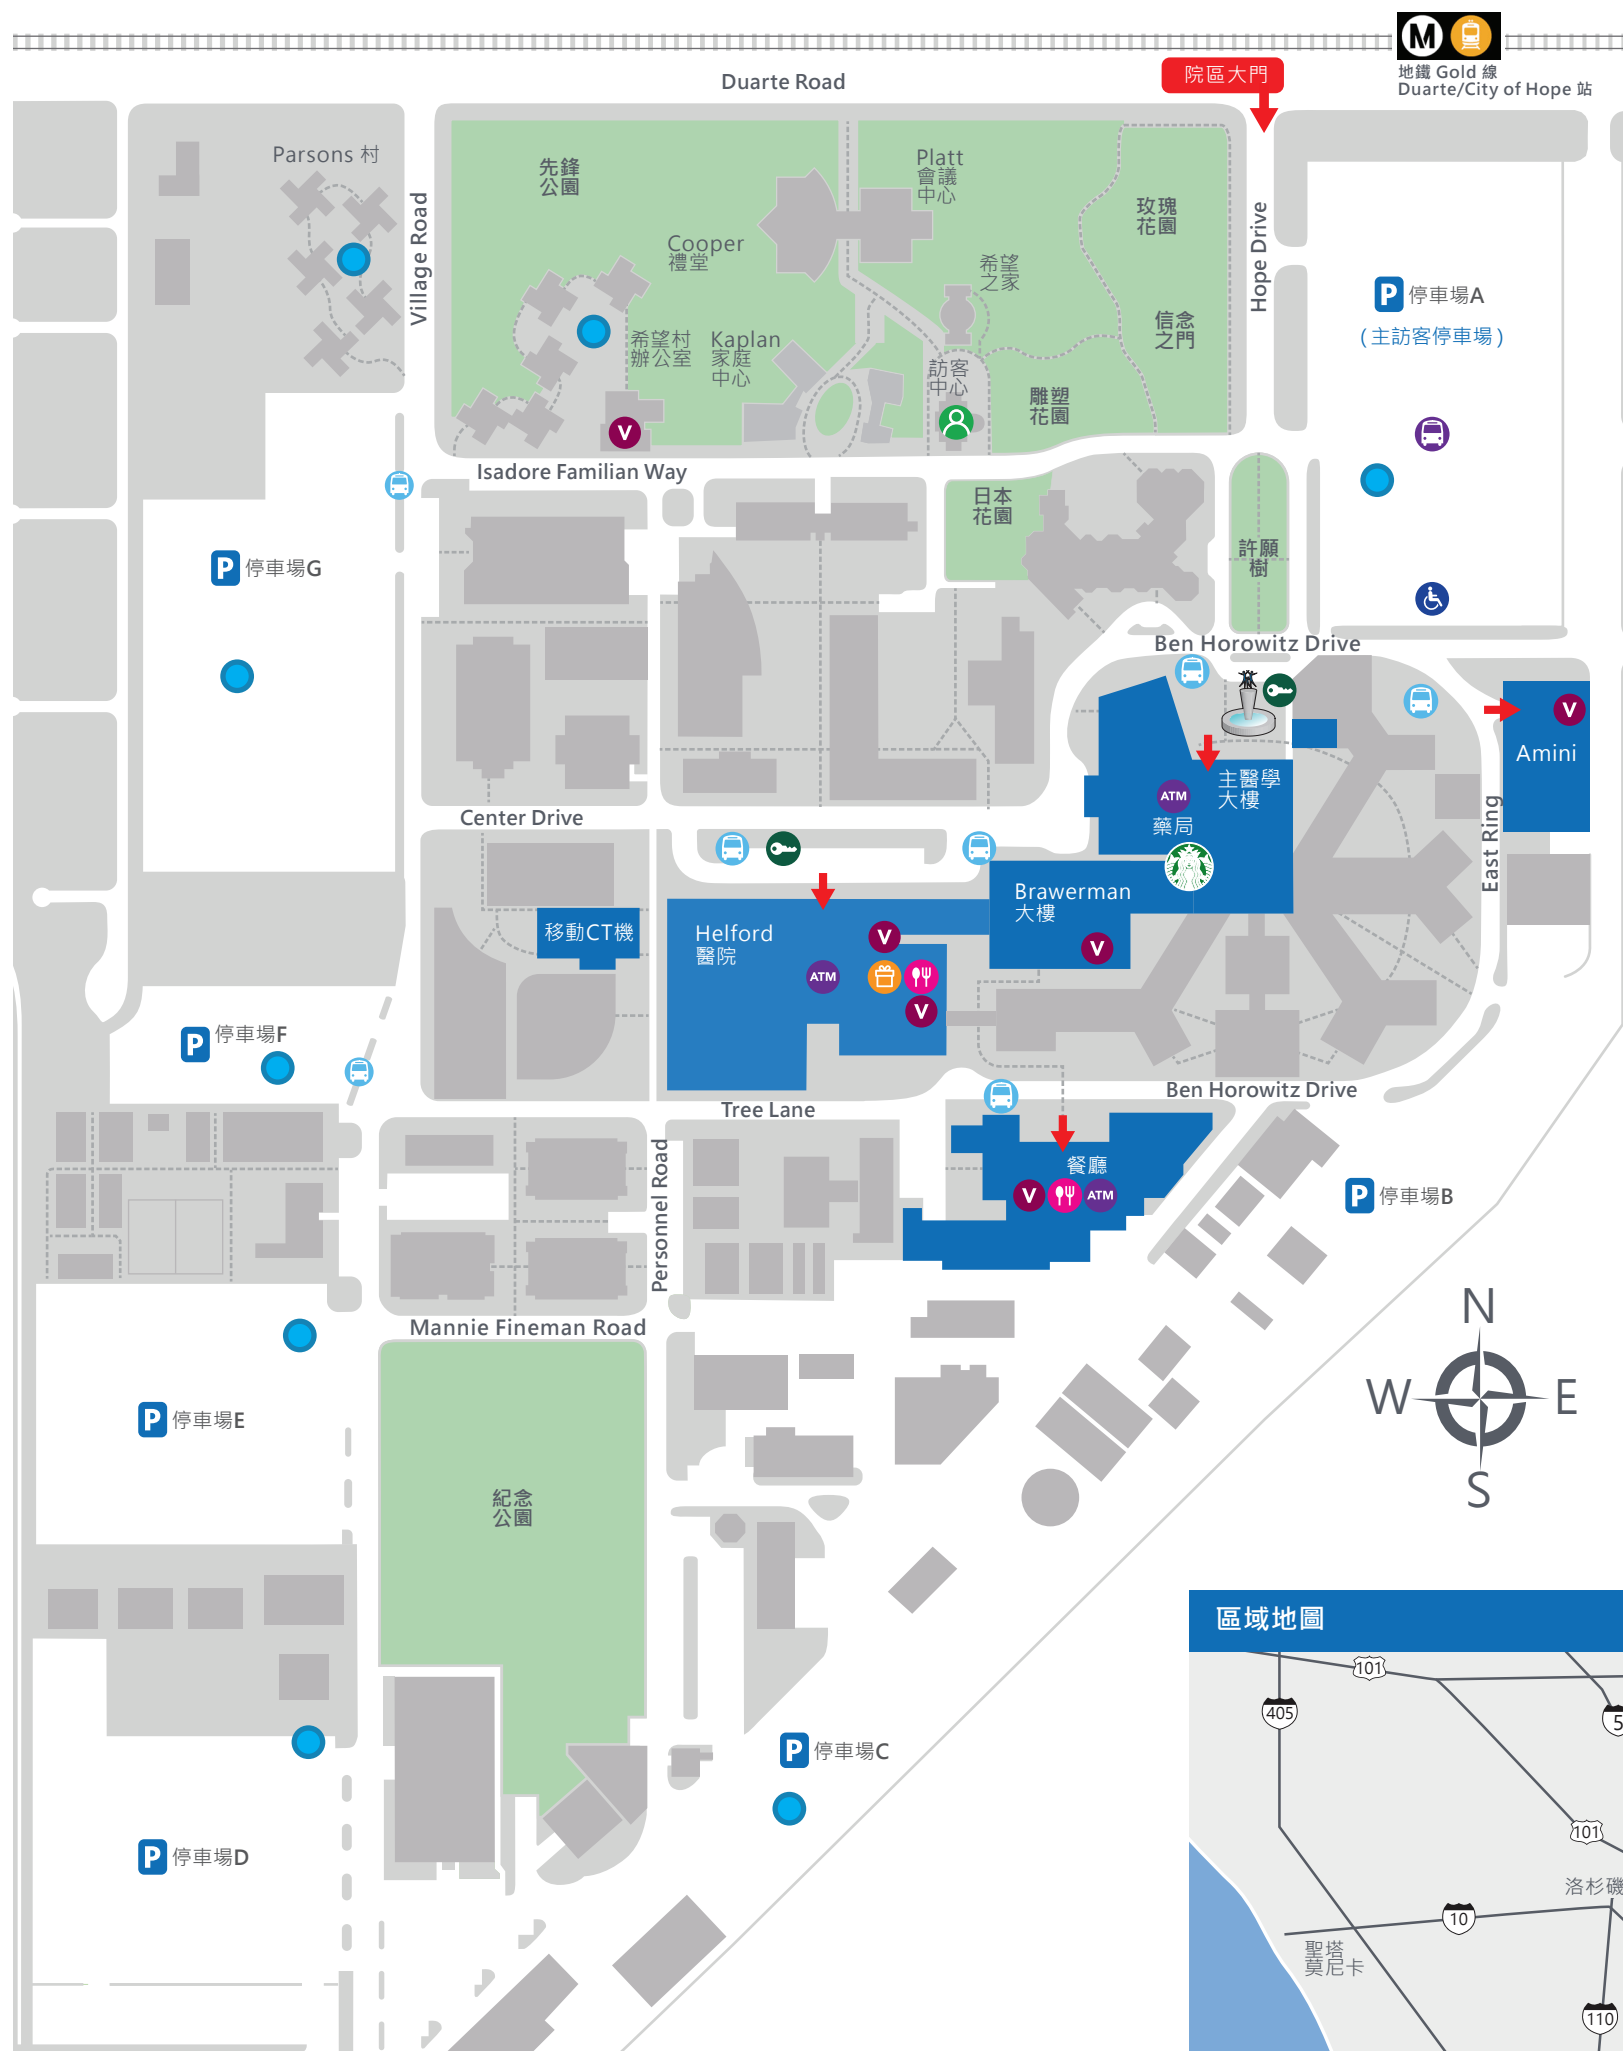 M
地鐵 Gold 線
Duarte/City of Hope 站
Duarte Road
院區大門
Parsons 村
先鋒
公園
Platt
會議
中心
玫瑰
花園
Village Road
Hope Drive
Cooper
禮堂
希望
之家
P 停車場A
(主訪客停車場)
信念
之門
希望村
辦公室
Kaplan
家庭
中心
訪客
中心
雕塑
花園
V
Isadore Familian Way
日本
花園
許願
樹
P 停車場G
Ben Horowitz Drive
V
Amini
主醫學
大樓
ATM
藥局
Center Drive
East Ring
Brawerman
大樓
V
移動CT機
Helford
醫院
V
ATM
V
P 停車場F
Ben Horowitz Drive
Tree Lane
Personnel Road
餐廳
V
ATM
P 停車場B
Mannie Fineman Road
N
W
E
S
P 停車場E
紀念
公園
區域地圖
101
405
5
P 停車場C
101
P 停車場D
洛杉磯
10
聖塔
莫尼卡
110